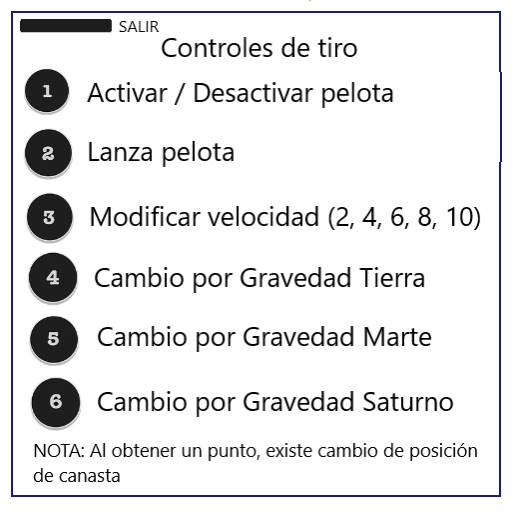 SALIR
Controles de tiro
1 Activar / Desactivar pelota
2 Lanza pelota
3 Modificar velocidad (2, 4, 6, 8, 10)
4 Cambio por Gravedad Tierra
5 Cambio por Gravedad Marte
6 Cambio por Gravedad Saturno
NOTA: Al obtener un punto, existe cambio de posición
de canasta